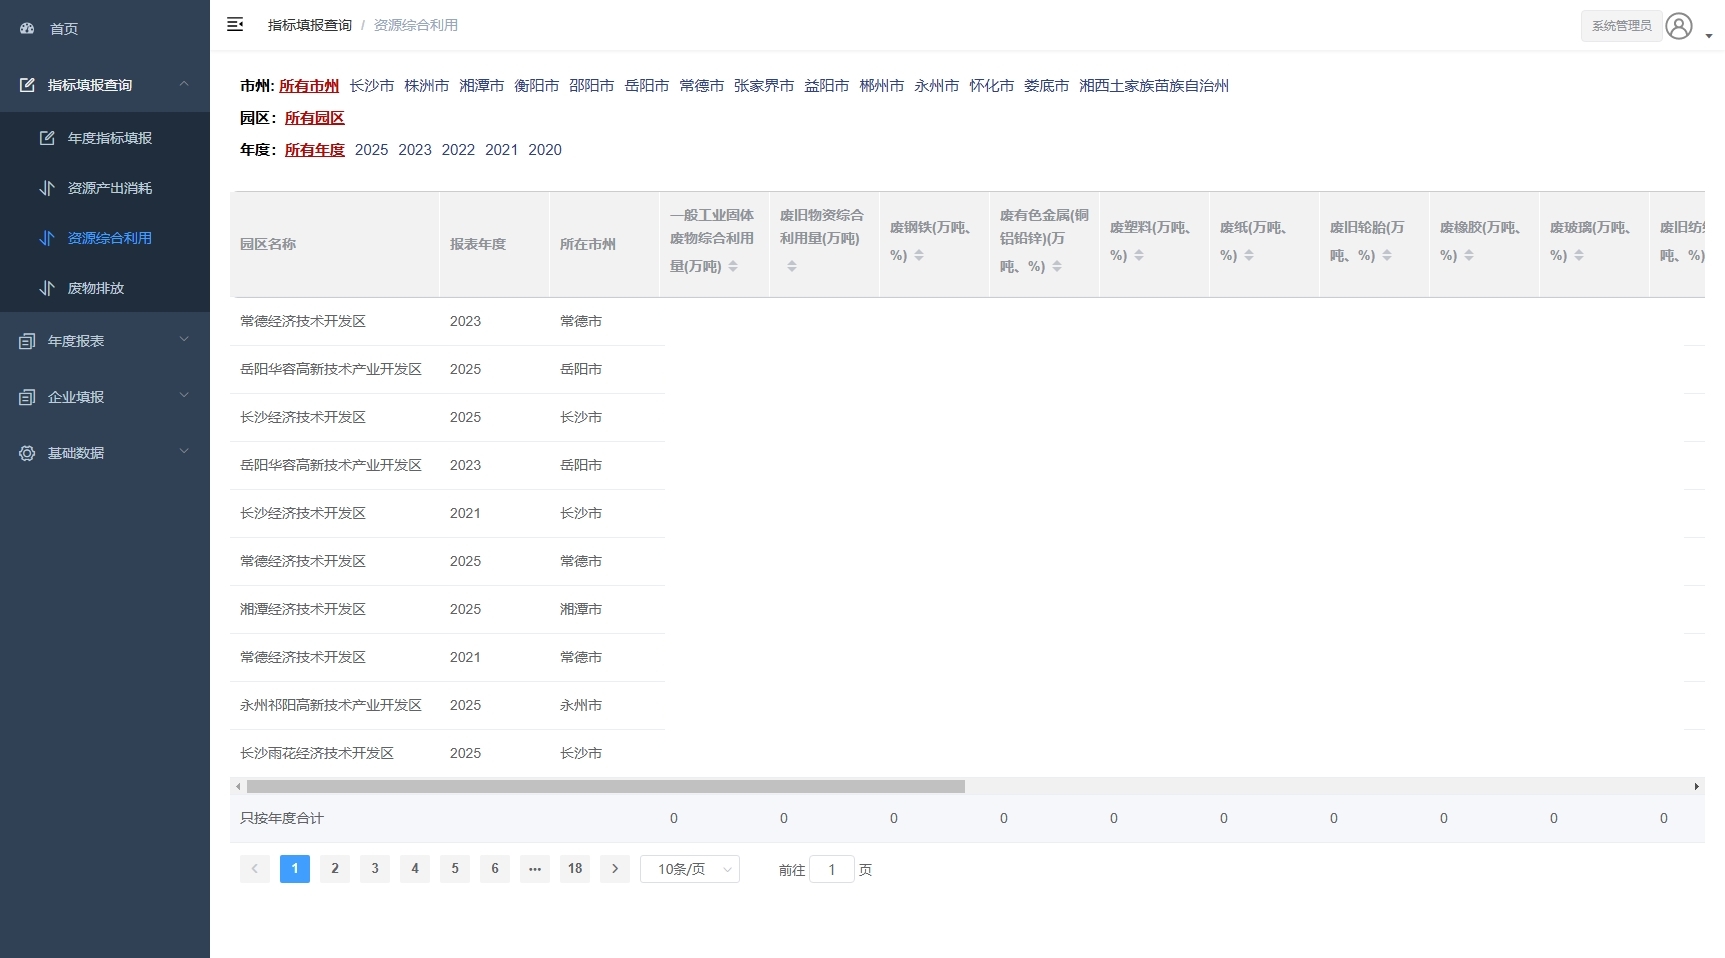 首页
指标填报查询
年度指标填报
资源产出消耗
资源综合利用
废物排放
年度报表
企业填报
基础数据
指标填报查询 / 资源综合利用
系统管理员
市州: 所有市州 长沙市 株洲市 湘潭市 衡阳市 邵阳市 岳阳市 常德市 张家界市 益阳市 郴州市 永州市 怀化市 娄底市 湘西土家族苗族自治州
园区: 所有园区
年度: 所有年度 2025 2023 2022 2021 2020
园区名称
报表年度
所在市州
一般工业固体
废物综合利用
量(万吨)
废旧物资综合
利用量(万吨)
废钢铁(万吨、
%)
废有色金属(铜
铝铅锌)(万
吨、%)
废塑料(万吨、
%)
废纸(万吨、
%)
废旧轮胎(万
吨、%)
废橡胶(万吨、
%)
废玻璃(万吨、
%)
废旧纺
吨、%)
常德经济技术开发区 2023 常德市
岳阳华容高新技术产业开发区 2025 岳阳市
长沙经济技术开发区 2025 长沙市
岳阳华容高新技术产业开发区 2023 岳阳市
长沙经济技术开发区 2021 长沙市
常德经济技术开发区 2025 常德市
湘潭经济技术开发区 2025 湘潭市
常德经济技术开发区 2021 常德市
永州祁阳高新技术产业开发区 2025 永州市
长沙雨花经济技术开发区 2025 长沙市
只按年度合计 0 0 0 0 0 0 0 0 0 0
1 2 3 4 5 6 ••• 18 10条/页 前往 1 页